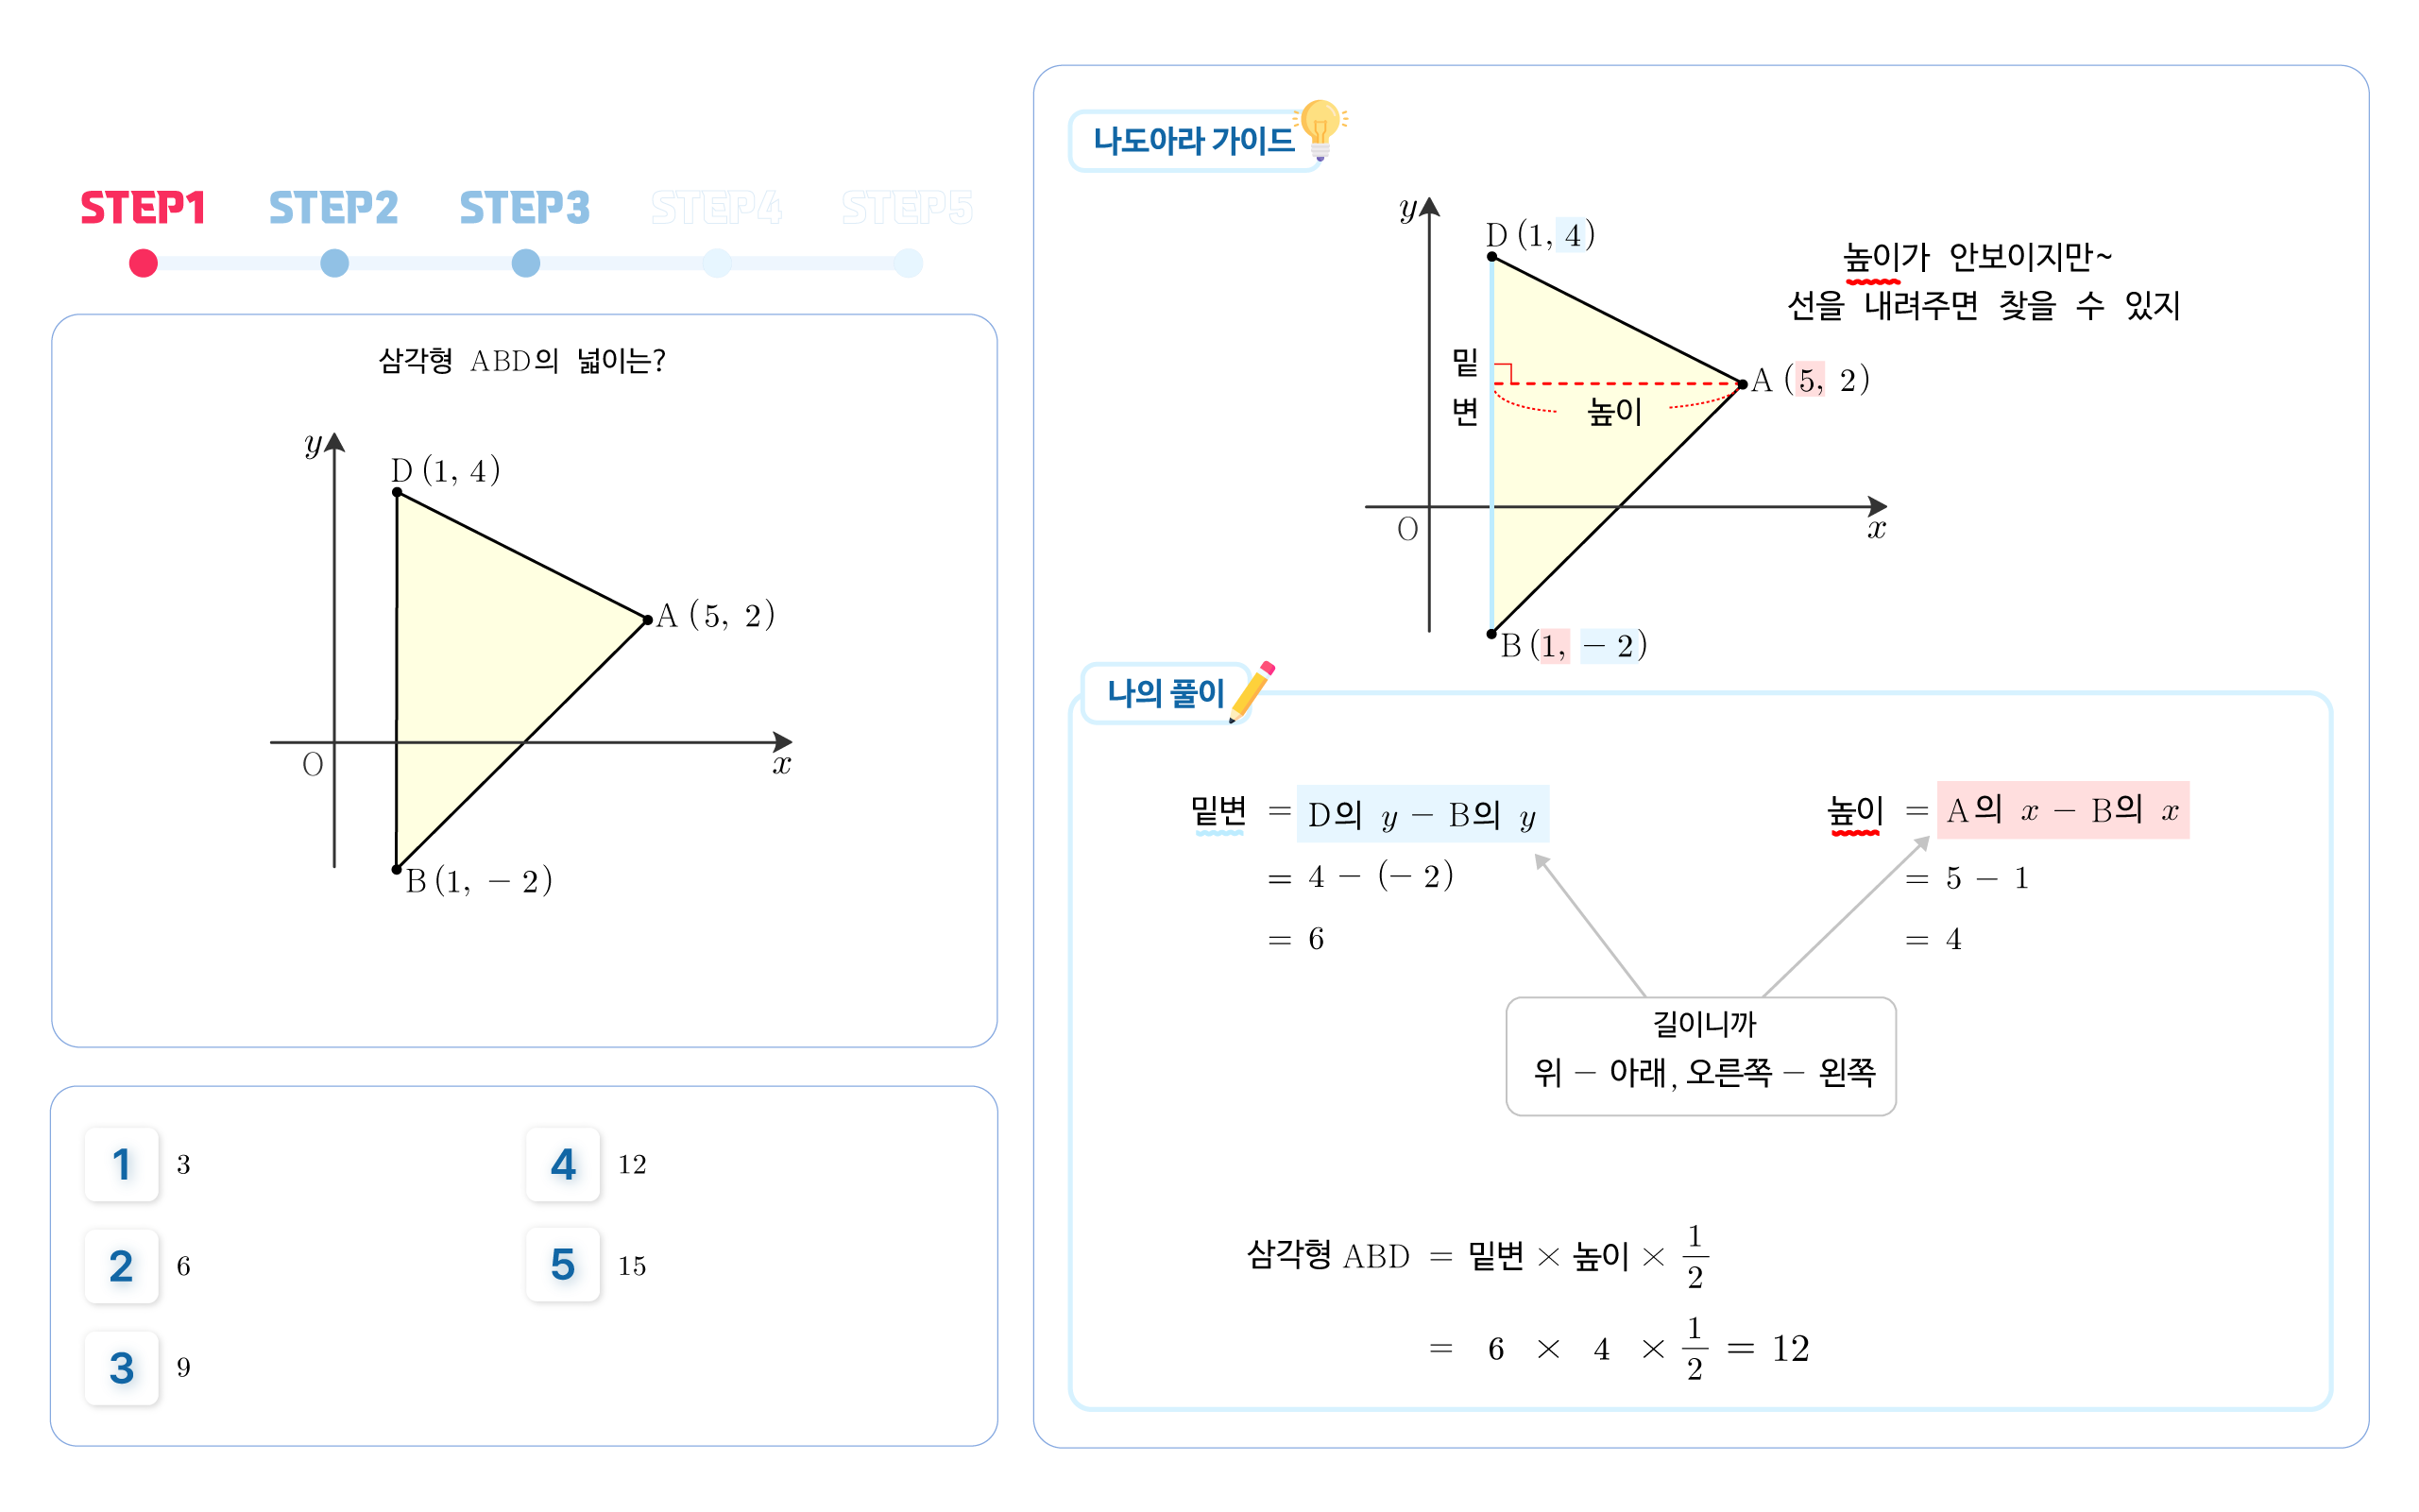 STEP1 STEP2 STEP3 STEP4 STEP5
삼각형 ABD의 넓이는?
y
D (1, 4)
A (5, 2)
O
x
B (1, − 2)
1 3
2 6
3 9
4 12
5 15
나도아라 가이드
y
D (1, 4)
높이가 안보이지만~
선을 내려주면 찾을 수 있지
밑
변
높이
A (5, 2)
O
x
B (1, − 2)
나의 풀이
밑변 = D의 y − B의 y
= 4 − (− 2)
= 6
높이 = A의 x − B의 x
= 5 − 1
= 4
길이니까
위 − 아래, 오른쪽 − 왼쪽
삼각형 ABD = 밑변 × 높이 × 1/2
= 6 × 4 × 1/2 = 12